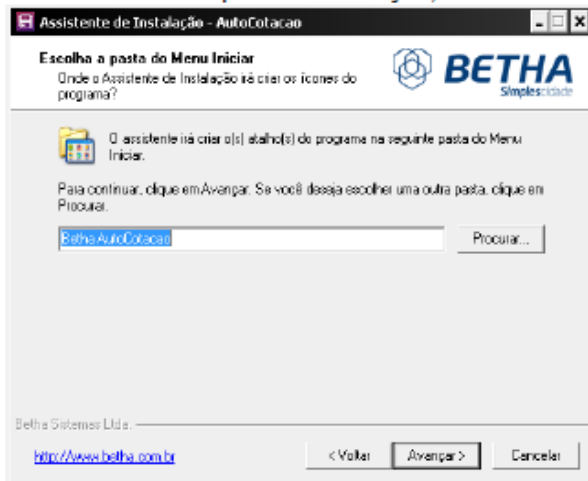 Assistente de Instalação - AutoCotacao
Escolha a pasta do Menu Iniciar
Onde o Assistente de Instalação irá criar os ícones do
programa?
BETHA
Simplescidade
O assistente irá criar o(s) atalho(s) do programa na seguinte pasta do Menu
Iniciar.
Para continuar, clique em Avançar. Se você deseja escolher uma outra pasta, clique em
Procurar.
Betha AutoCotacao
Procurar...
Betha Sistemas Ltda.
http://www.betha.com.br
< Voltar
Avançar >
Cancelar